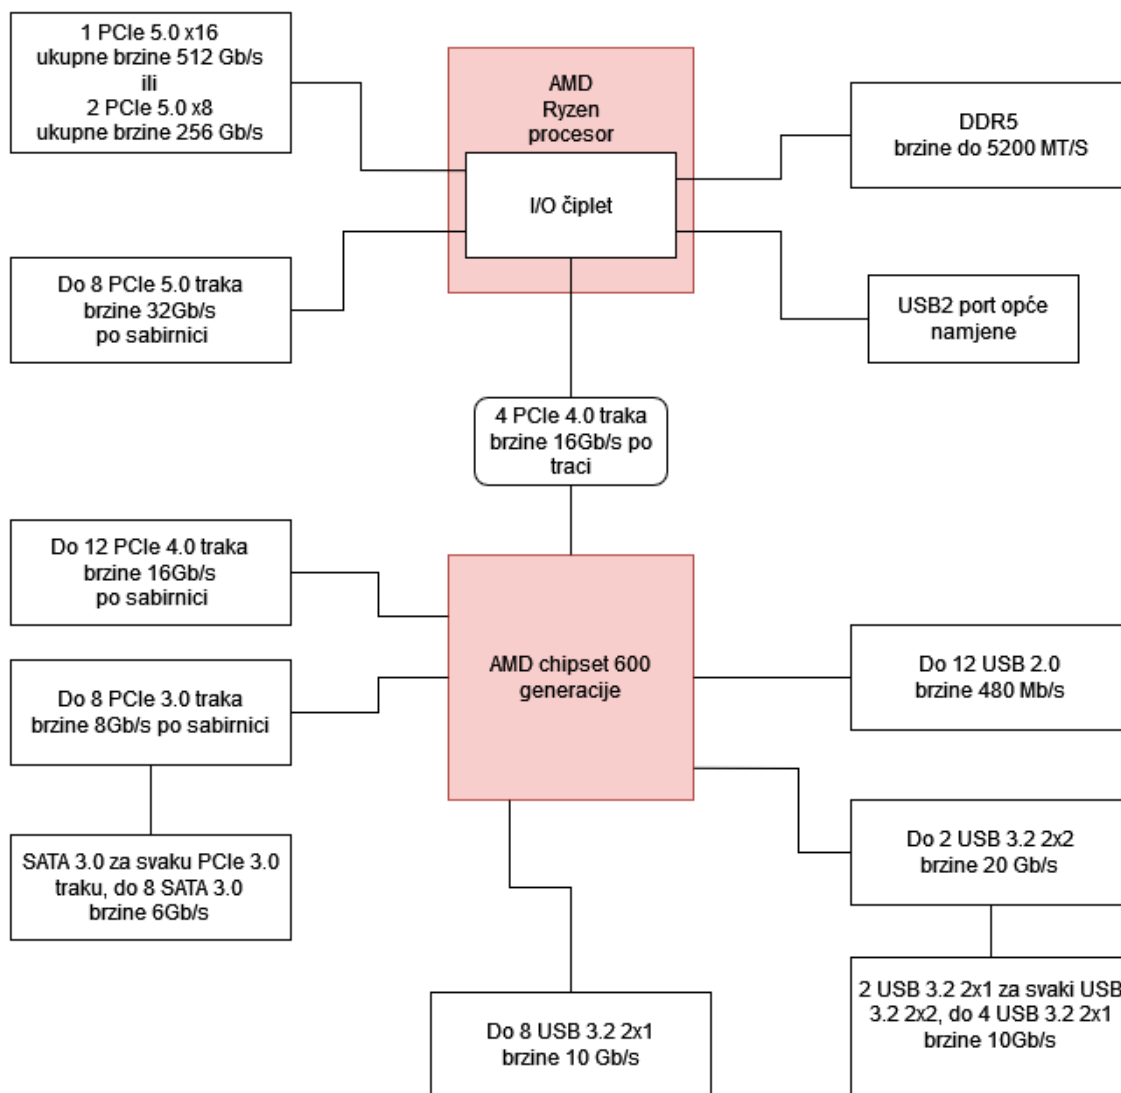 1 PCIe 5.0 x16
ukupne brzine 512 Gb/s
ili
2 PCIe 5.0 x8
ukupne brzine 256 Gb/s
AMD
Ryzen
procesor
I/O čiplet
DDR5
brzine do 5200 MT/S
Do 8 PCIe 5.0 traka
brzine 32Gb/s
po sabirnici
USB2 port opće
namjene
4 PCIe 4.0 traka
brzine 16Gb/s po
traci
Do 12 PCIe 4.0 traka
brzine 16Gb/s
po sabirnici
AMD chipset 600
generacije
Do 12 USB 2.0
brzine 480 Mb/s
Do 8 PCIe 3.0 traka
brzine 8Gb/s po sabirnici
SATA 3.0 za svaku PCIe 3.0
traku, do 8 SATA 3.0
brzine 6Gb/s
Do 2 USB 3.2 2x2
brzine 20 Gb/s
2 USB 3.2 2x1 za svaki USB
3.2 2x2, do 4 USB 3.2 2x1
brzine 10Gb/s
Do 8 USB 3.2 2x1
brzine 10 Gb/s